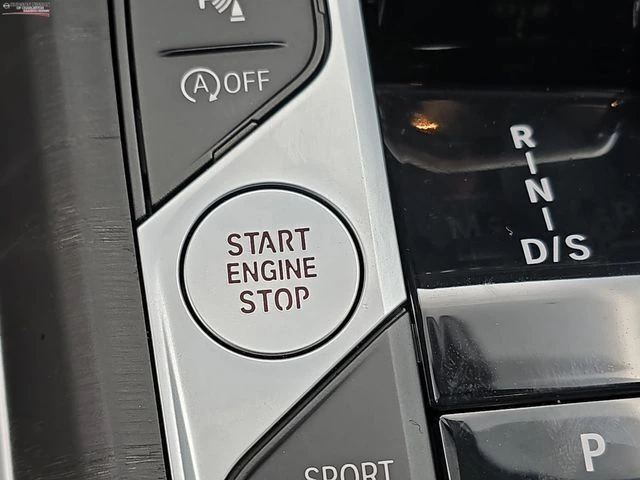 P
A OFF
START
ENGINE
STOP
SPORT
R
N
D/S
P